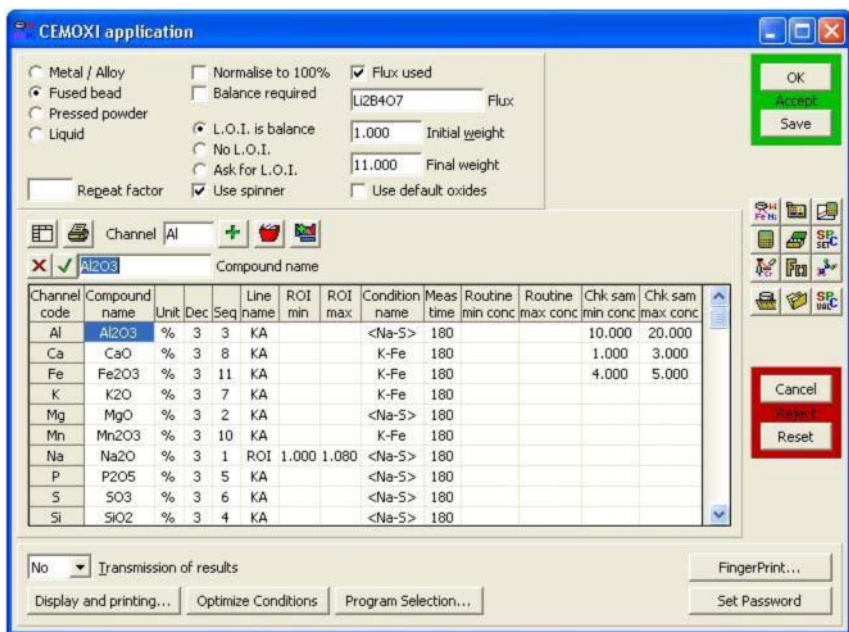 CEMOXI application
Metal / Alloy
Fused bead
Pressed powder
Liquid
Repeat factor
Normalise to 100%
Balance required
L.O.I. is balance
No L.O.I.
Ask for L.O.I.
Use spinner
Flux used
Li2B4O7 Flux
1.000 Initial weight
11.000 Final weight
Use default oxides
OK
Accept
Save
Channel Al
Al2O3 Compound name
Channel code Compound name Unit Dec Seq Line name ROI min ROI max Condition name Meas time Routine min conc Routine max conc Chk sam min conc Chk sam max conc
Al Al2O3 % 3 3 KA <Na-S> 180 10.000 20.000
Ca CaO % 3 8 KA K-Fe 180 1.000 3.000
Fe Fe2O3 % 3 11 KA K-Fe 180 4.000 5.000
K K2O % 3 7 KA K-Fe 180
Mg MgO % 3 2 KA <Na-S> 180
Mn Mn2O3 % 3 10 KA K-Fe 180
Na Na2O % 3 1 ROI 1.000 1.080 <Na-S> 180
P P2O5 % 3 5 KA <Na-S> 180
S SO3 % 3 6 KA <Na-S> 180
Si SiO2 % 3 4 KA <Na-S> 180
Cancel
Reject
Reset
No Transmission of results
Display and printing... Optimize Conditions Program Selection...
FingerPrint...
Set Password